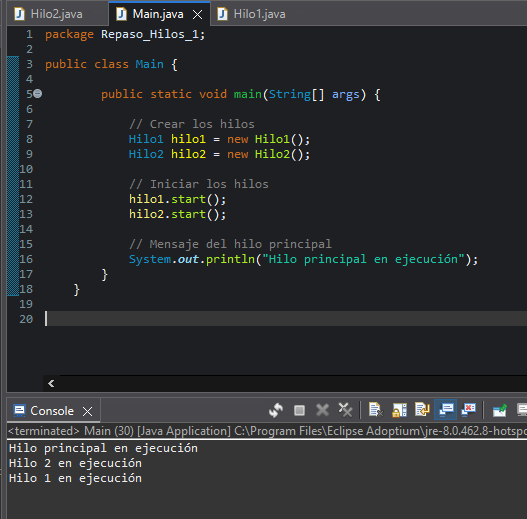 Hilo2.java Main.java Hilo1.java
1 package Repaso_Hilos_1;
2
3 public class Main {
4
5 public static void main(String[] args) {
6
7 // Crear los hilos
8 Hilo1 hilo1 = new Hilo1();
9 Hilo2 hilo2 = new Hilo2();
10
11 // Iniciar los hilos
12 hilo1.start();
13 hilo2.start();
14
15 // Mensaje del hilo principal
16 System.out.println("Hilo principal en ejecución");
17 }
18 }
19
20
Console
<terminated> Main (30) [Java Application] C:\Program Files\Eclipse Adoptium\jre-8.0.462.8-hotspo
Hilo principal en ejecución
Hilo 2 en ejecución
Hilo 1 en ejecución